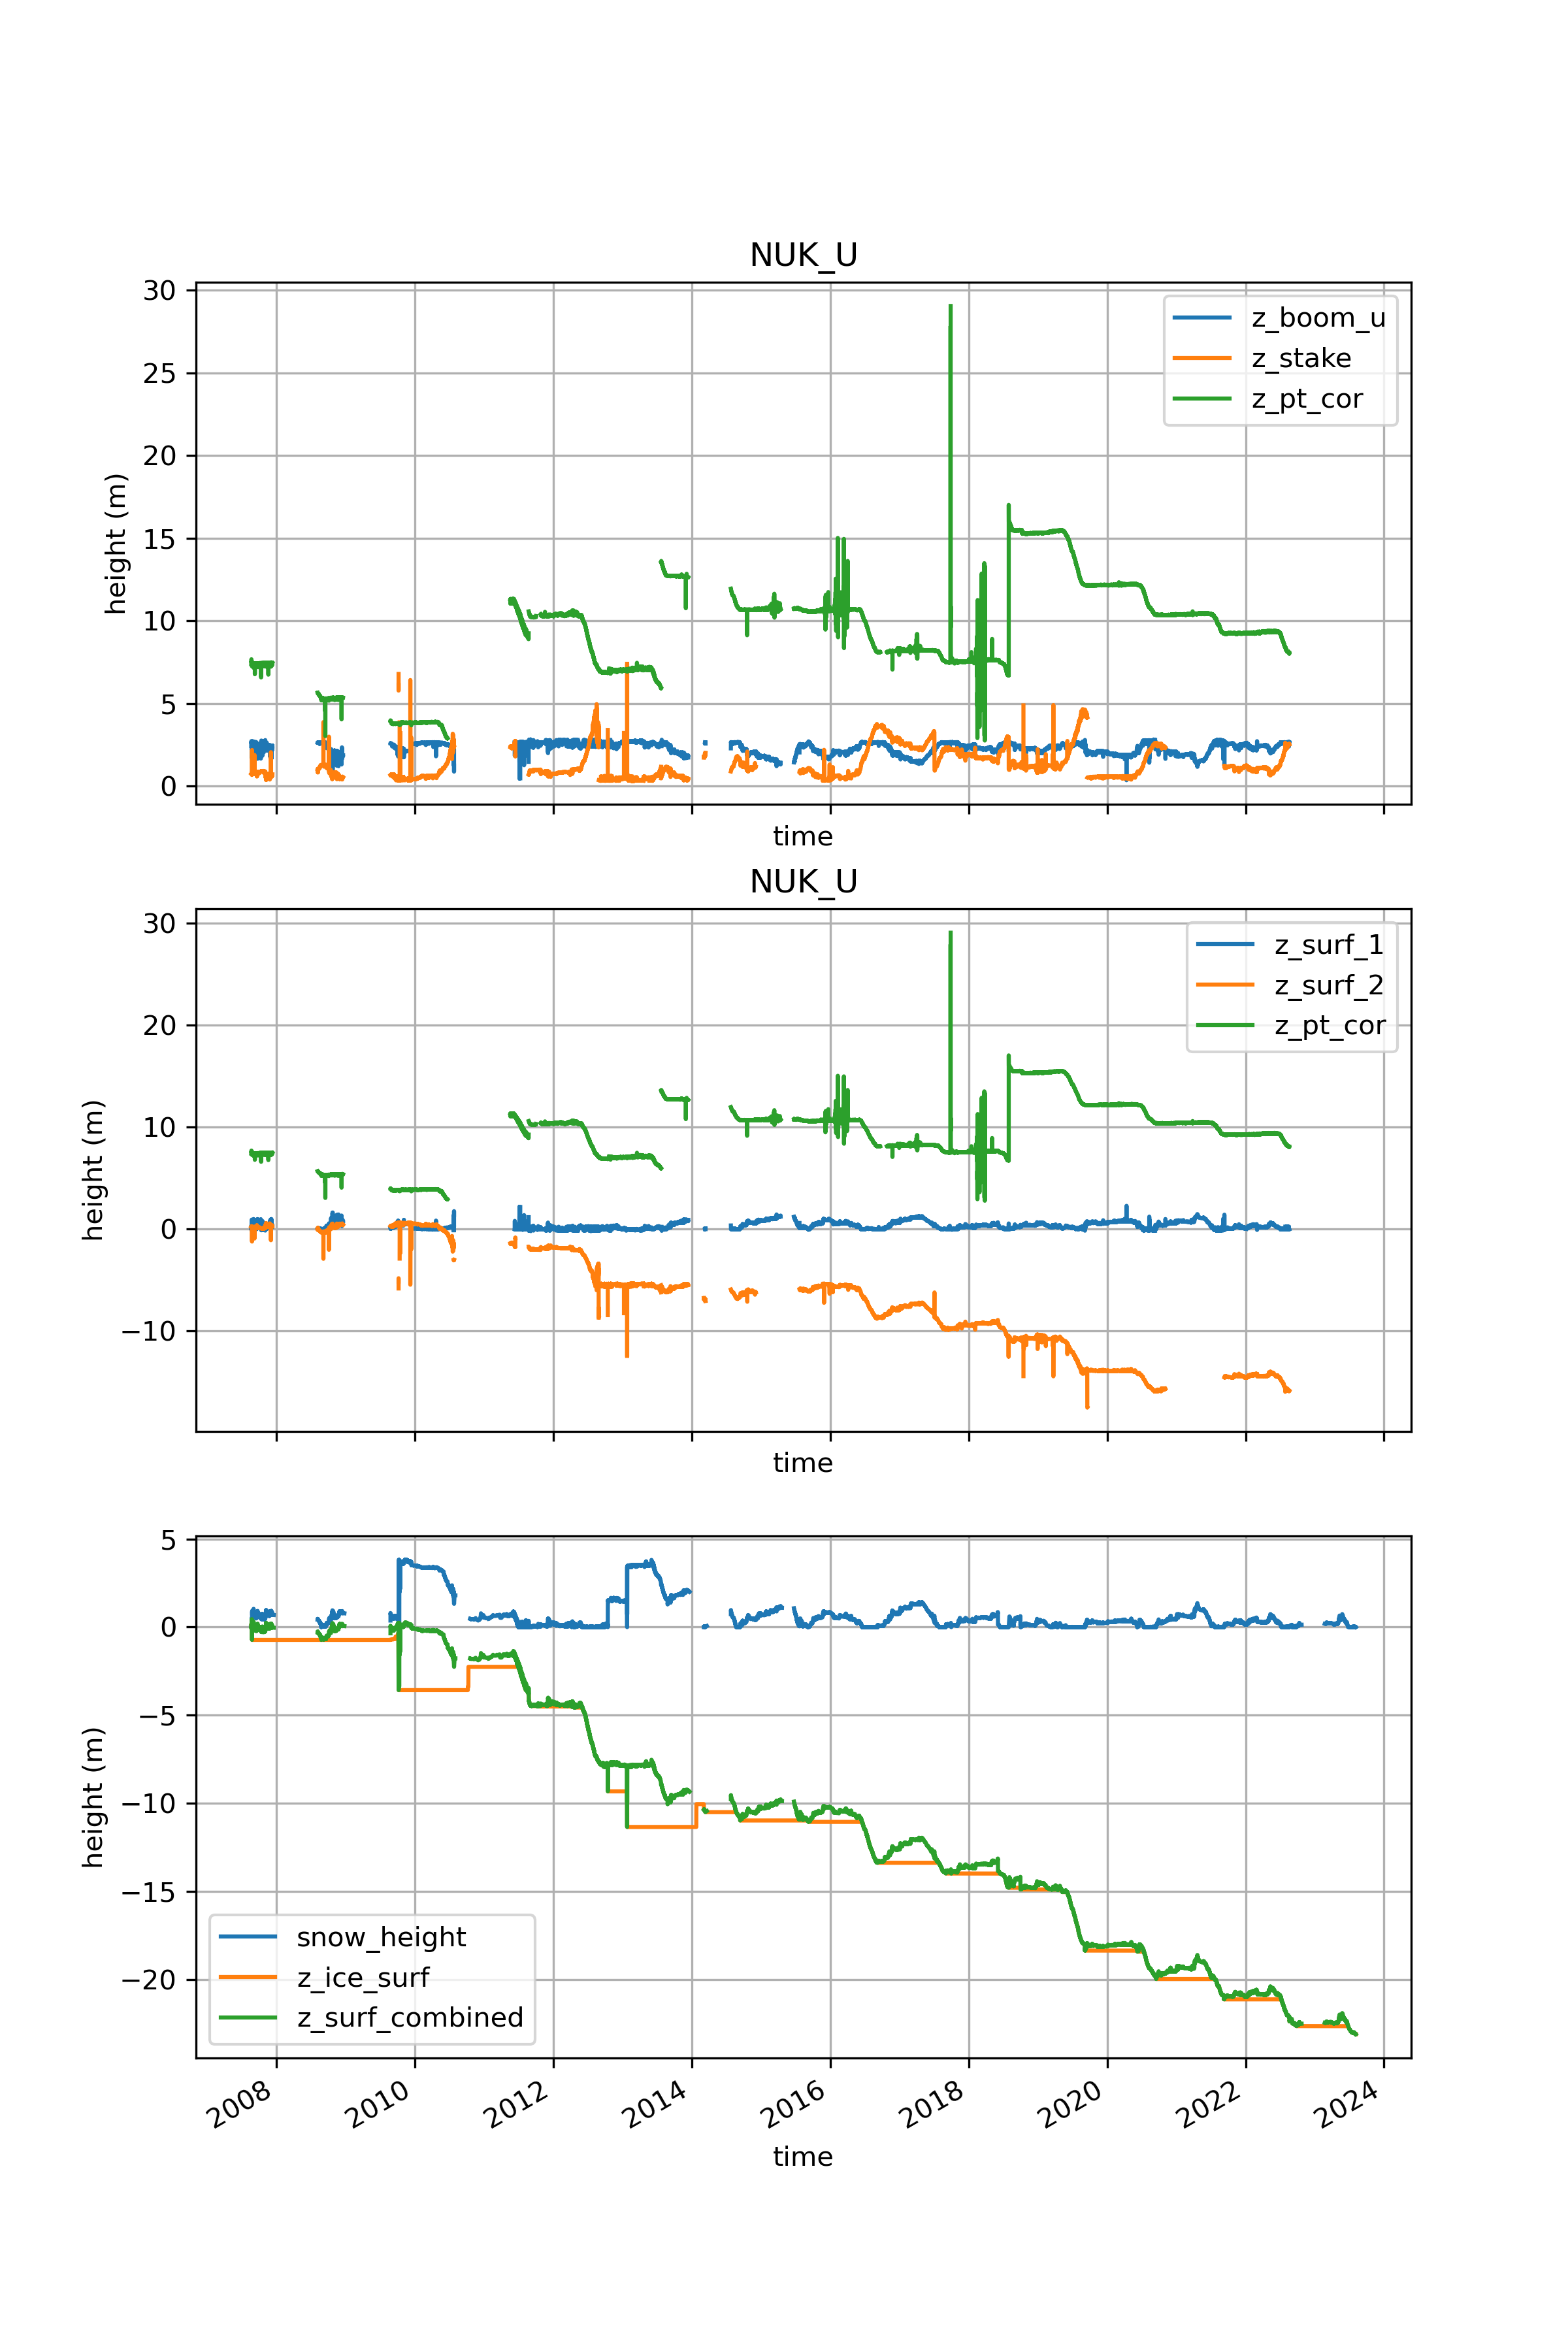 NUK_U
30
25
20
15
10
5
0
height (m)
z_boom_u
z_stake
z_pt_cor
time
NUK_U
30
20
10
0
−10
height (m)
z_surf_1
z_surf_2
z_pt_cor
time
5
0
−5
−10
−15
−20
height (m)
snow_height
z_ice_surf
z_surf_combined
2008 2010 2012 2014 2016 2018 2020 2022 2024
time